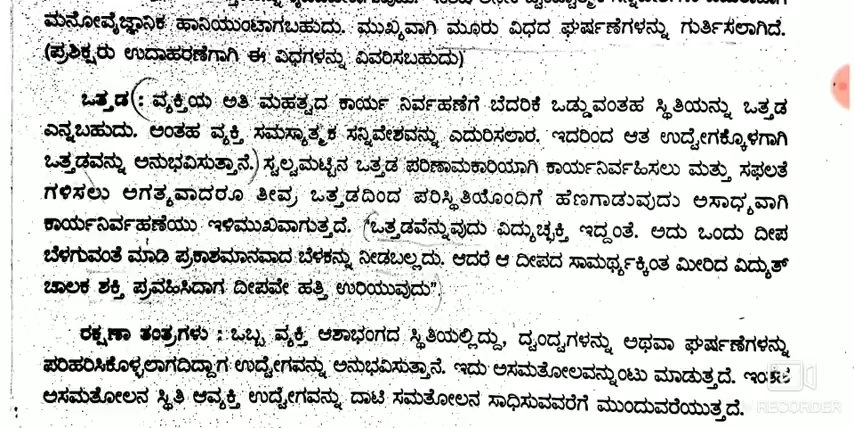 ಮನೋವೈಜ್ಞಾನಿಕ ಹಾನಿಯುಂಟಾಗಬಹುದು. ಮುಖ್ಯವಾಗಿ ಮೂರು ವಿಧದ ಘರ್ಷಣೆಗಳನ್ನು ಗುರ್ತಿಸಲಾಗಿದೆ.
(ಪ್ರಶಿಕ್ಷರು ಉದಾಹರಣೆಗಾಗಿ ಈ ವಿಧಗಳನ್ನು ವಿವರಿಸಬಹುದು)
ಒತ್ತಡ : ವ್ಯಕ್ತಿಯ ಅತಿ ಮಹತ್ವದ ಕಾರ್ಯ ನಿರ್ವಹಣೆಗೆ ಬೆದರಿಕೆ ಒಡ್ಡುವಂತಹ ಸ್ಥಿತಿಯನ್ನು ಒತ್ತಡ
ಎನ್ನಬಹುದು. ಅಂತಹ ವ್ಯಕ್ತಿ ಸಮಸ್ಯಾತ್ಮಕ ಸನ್ನಿವೇಶವನ್ನು ಎದುರಿಸಲಾರ. ಇದರಿಂದ ಆತ ಉದ್ವೇಗಕ್ಕೊಳಗಾಗಿ
ಒತ್ತಡವನ್ನು ಅನುಭವಿಸುತ್ತಾನೆ. ಸ್ವಲ್ಪಮಟ್ಟಿನ ಒತ್ತಡ ಪರಿಣಾಮಕಾರಿಯಾಗಿ ಕಾರ್ಯನಿರ್ವಹಿಸಲು ಮತ್ತು ಸಫಲತೆ
ಗಳಿಸಲು ಅಗತ್ಯವಾದರೂ ತೀವ್ರ ಒತ್ತಡದಿಂದ ಪರಿಸ್ಥಿತಿಯೊಂದಿಗೆ ಹೆಣಗಾಡುವುದು ಅಸಾಧ್ಯವಾಗಿ
ಕಾರ್ಯನಿರ್ವಹಣೆಯು ಇಳಿಮುಖವಾಗುತ್ತದೆ. "ಒತ್ತಡವೆನ್ನುವುದು ವಿದ್ಯುಚ್ಛಕ್ತಿ ಇದ್ದಂತೆ. ಅದು ಒಂದು ದೀಪ
ಬೆಳಗುವಂತೆ ಮಾಡಿ ಪ್ರಕಾಶಮಾನವಾದ ಬೆಳಕನ್ನು ನೀಡಬಲ್ಲದು. ಆದರೆ ಆ ದೀಪದ ಸಾಮರ್ಥ್ಯಕ್ಕಿಂತ ಮೀರಿದ ವಿದ್ಯುತ್
ಚಾಲಕ ಶಕ್ತಿ ಪ್ರವಹಿಸಿದಾಗ ದೀಪವೇ ಹತ್ತಿ ಉರಿಯುವುದು"
ರಕ್ಷಣಾ ತಂತ್ರಗಳು : ಒಬ್ಬ ವ್ಯಕ್ತಿ ಆಶಾಭಂಗದ ಸ್ಥಿತಿಯಲ್ಲಿದ್ದು, ದ್ವಂದ್ವಗಳನ್ನು ಅಥವಾ ಘರ್ಷಣೆಗಳನ್ನು
ಪರಿಹರಿಸಿಕೊಳ್ಳಲಾಗದಿದ್ದಾಗ ಉದ್ವೇಗವನ್ನು ಅನುಭವಿಸುತ್ತಾನೆ. ಇದು ಅಸಮತೋಲವನ್ನುಂಟು ಮಾಡುತ್ತದೆ. ಇಂತಹ
ಅಸಮತೋಲನ ಸ್ಥಿತಿ ಆವ್ಯಕ್ತಿ ಉದ್ವೇಗವನ್ನು ದಾಟಿ ಸಮತೋಲನ ಸಾಧಿಸುವವರೆಗೆ ಮುಂದುವರೆಯುತ್ತದೆ.
RECORDER